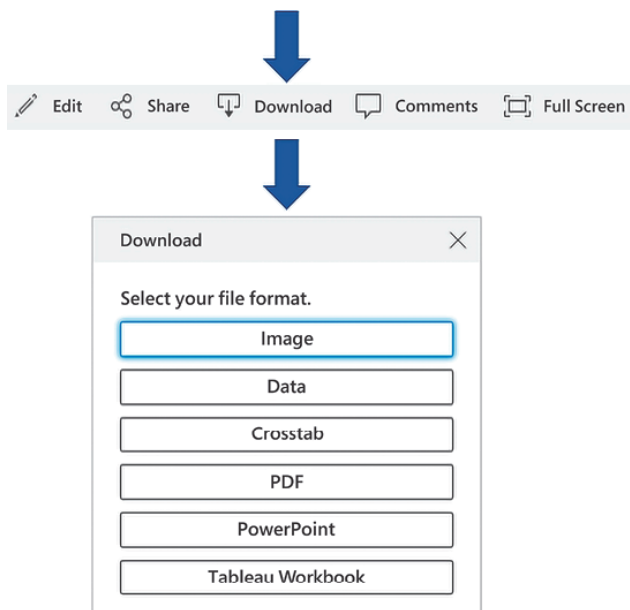 Edit Share Download Comments Full Screen
Download
Select your file format.
Image
Data
Crosstab
PDF
PowerPoint
Tableau Workbook